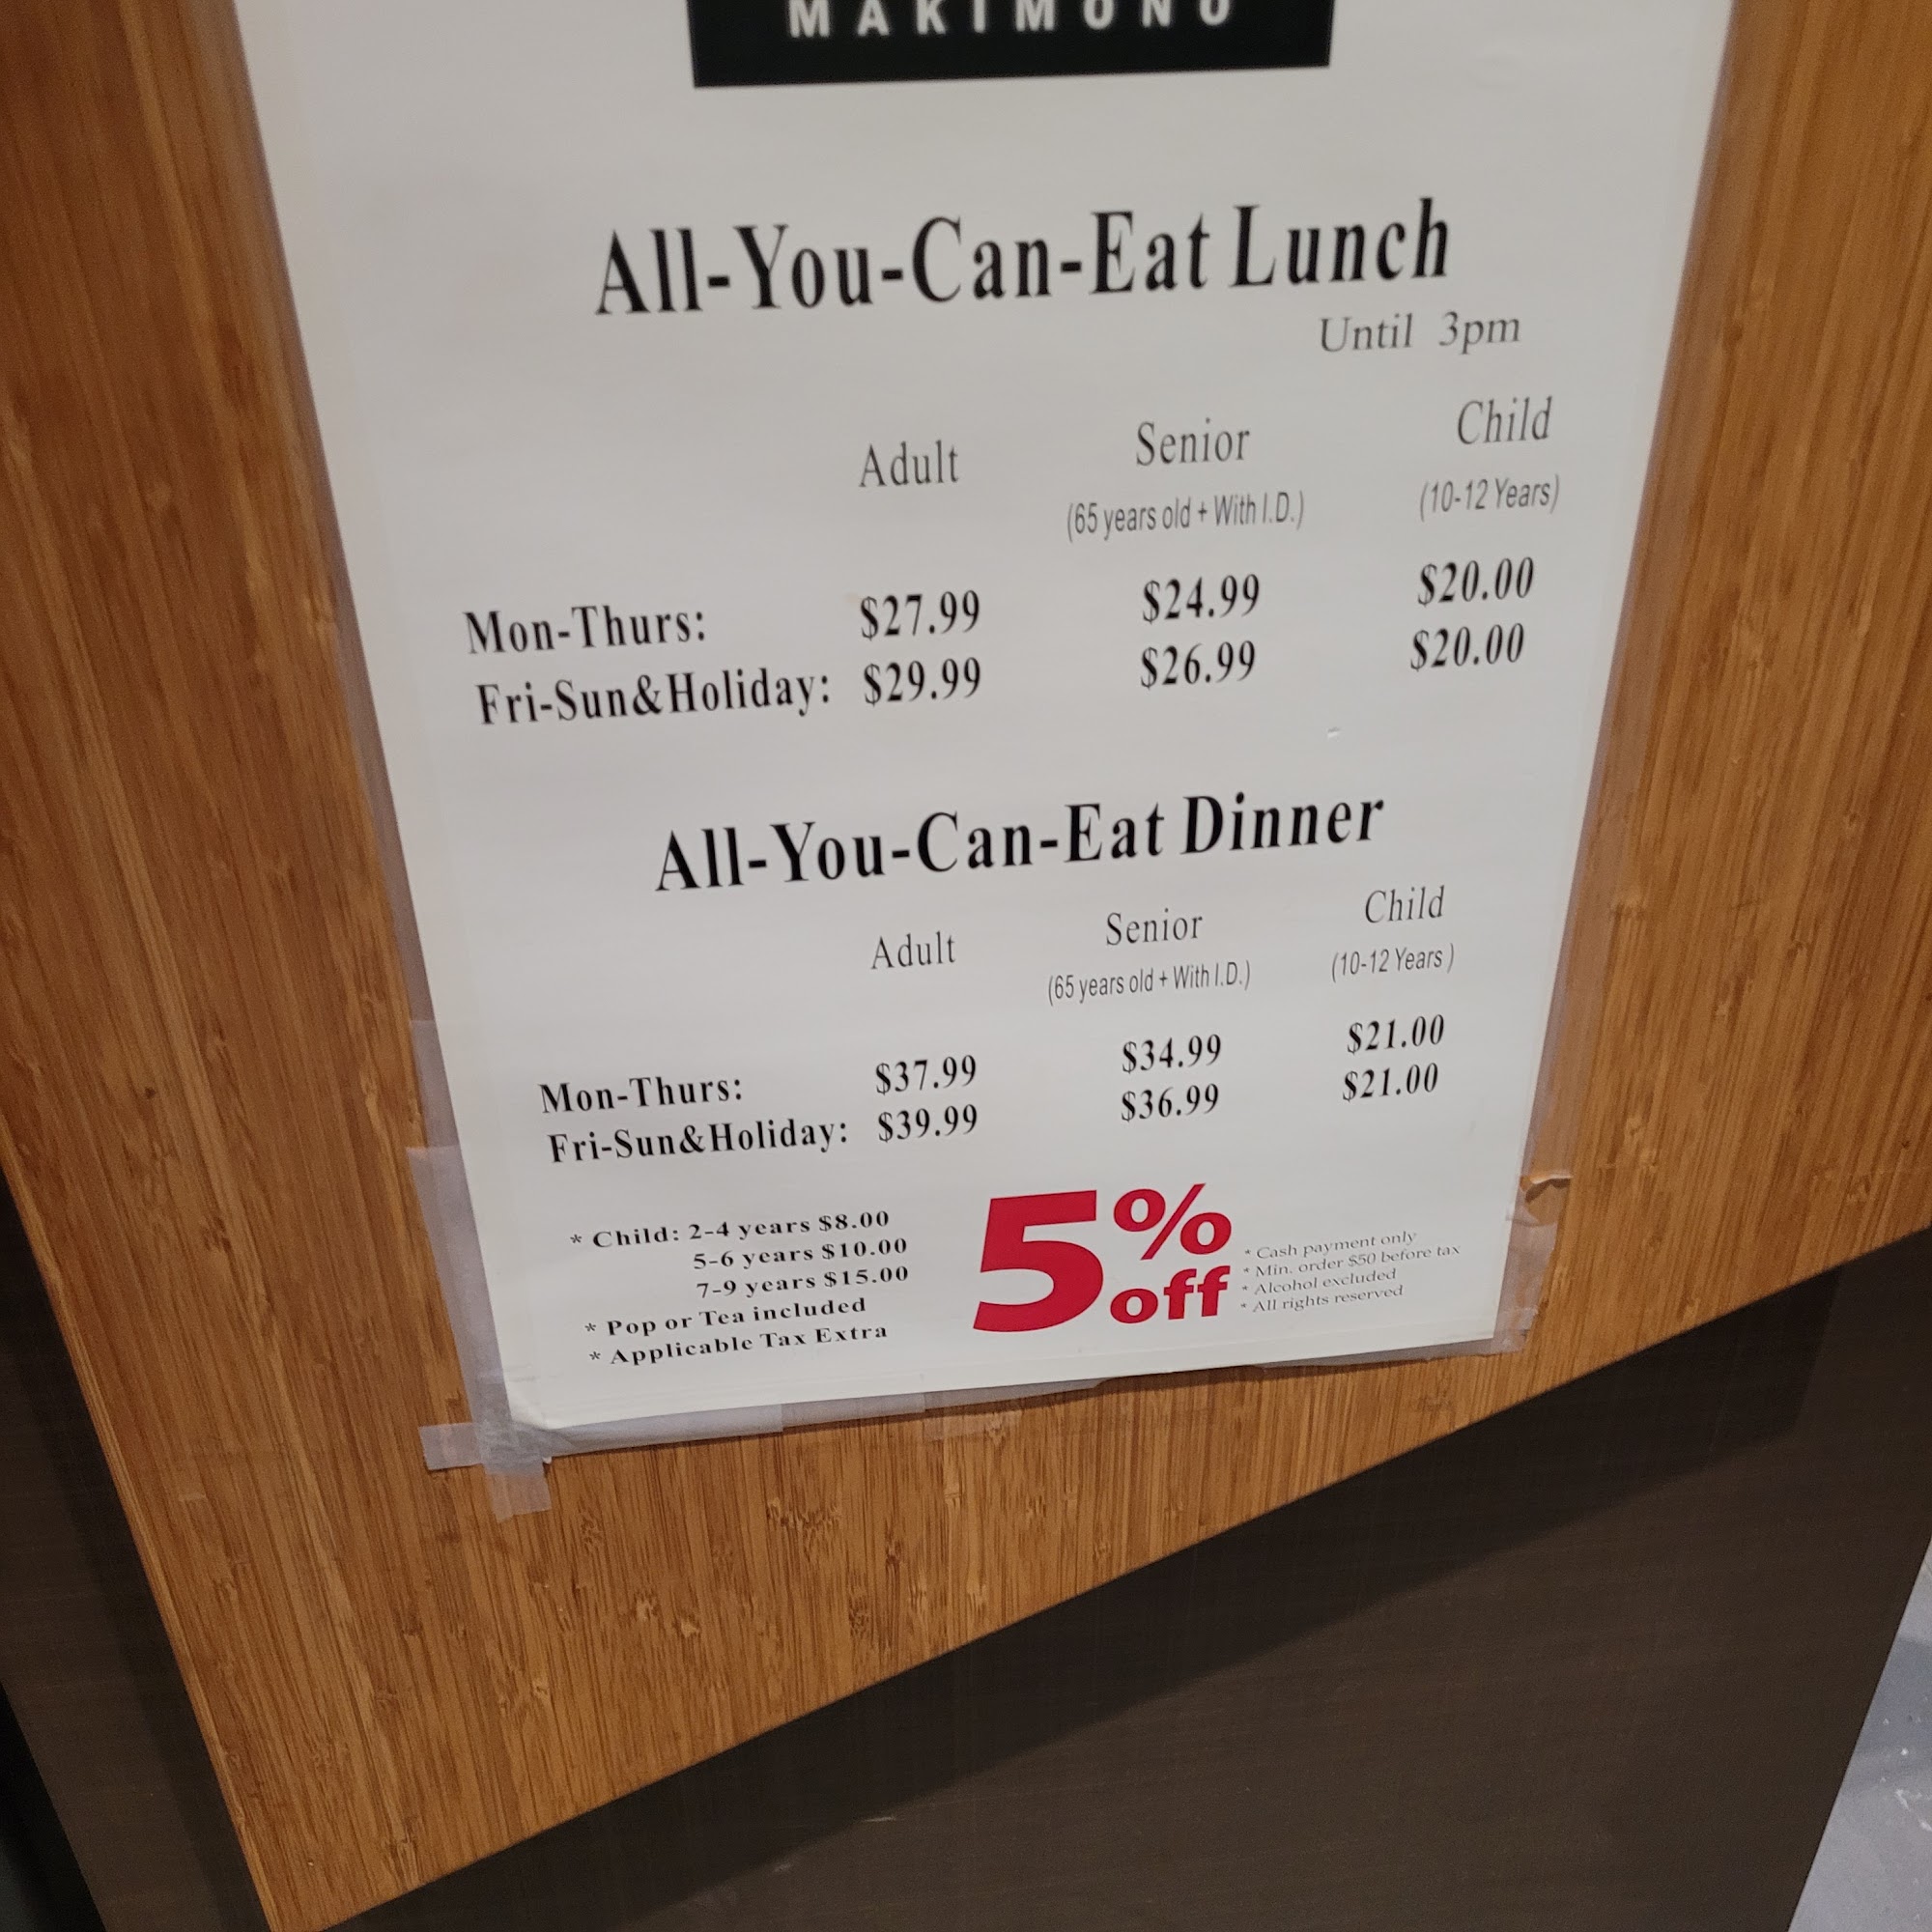 MAKIMONO
All-You-Can-Eat Lunch
Until 3pm
Adult Senior Child
(65 years old + With I.D.) (10-12 Years)
Mon-Thurs: $27.99 $24.99 $20.00
Fri-Sun&Holiday: $29.99 $26.99 $20.00
All-You-Can-Eat Dinner
Adult Senior Child
(65 years old + With I.D.) (10-12 Years )
Mon-Thurs: $37.99 $34.99 $21.00
Fri-Sun&Holiday: $39.99 $36.99 $21.00
* Child: 2-4 years $8.00
5-6 years $10.00
7-9 years $15.00
* Pop or Tea included
* Applicable Tax Extra
5%
off
* Cash payment only
* Min. order $50 before tax
* Alcohol excluded
* All rights reserved